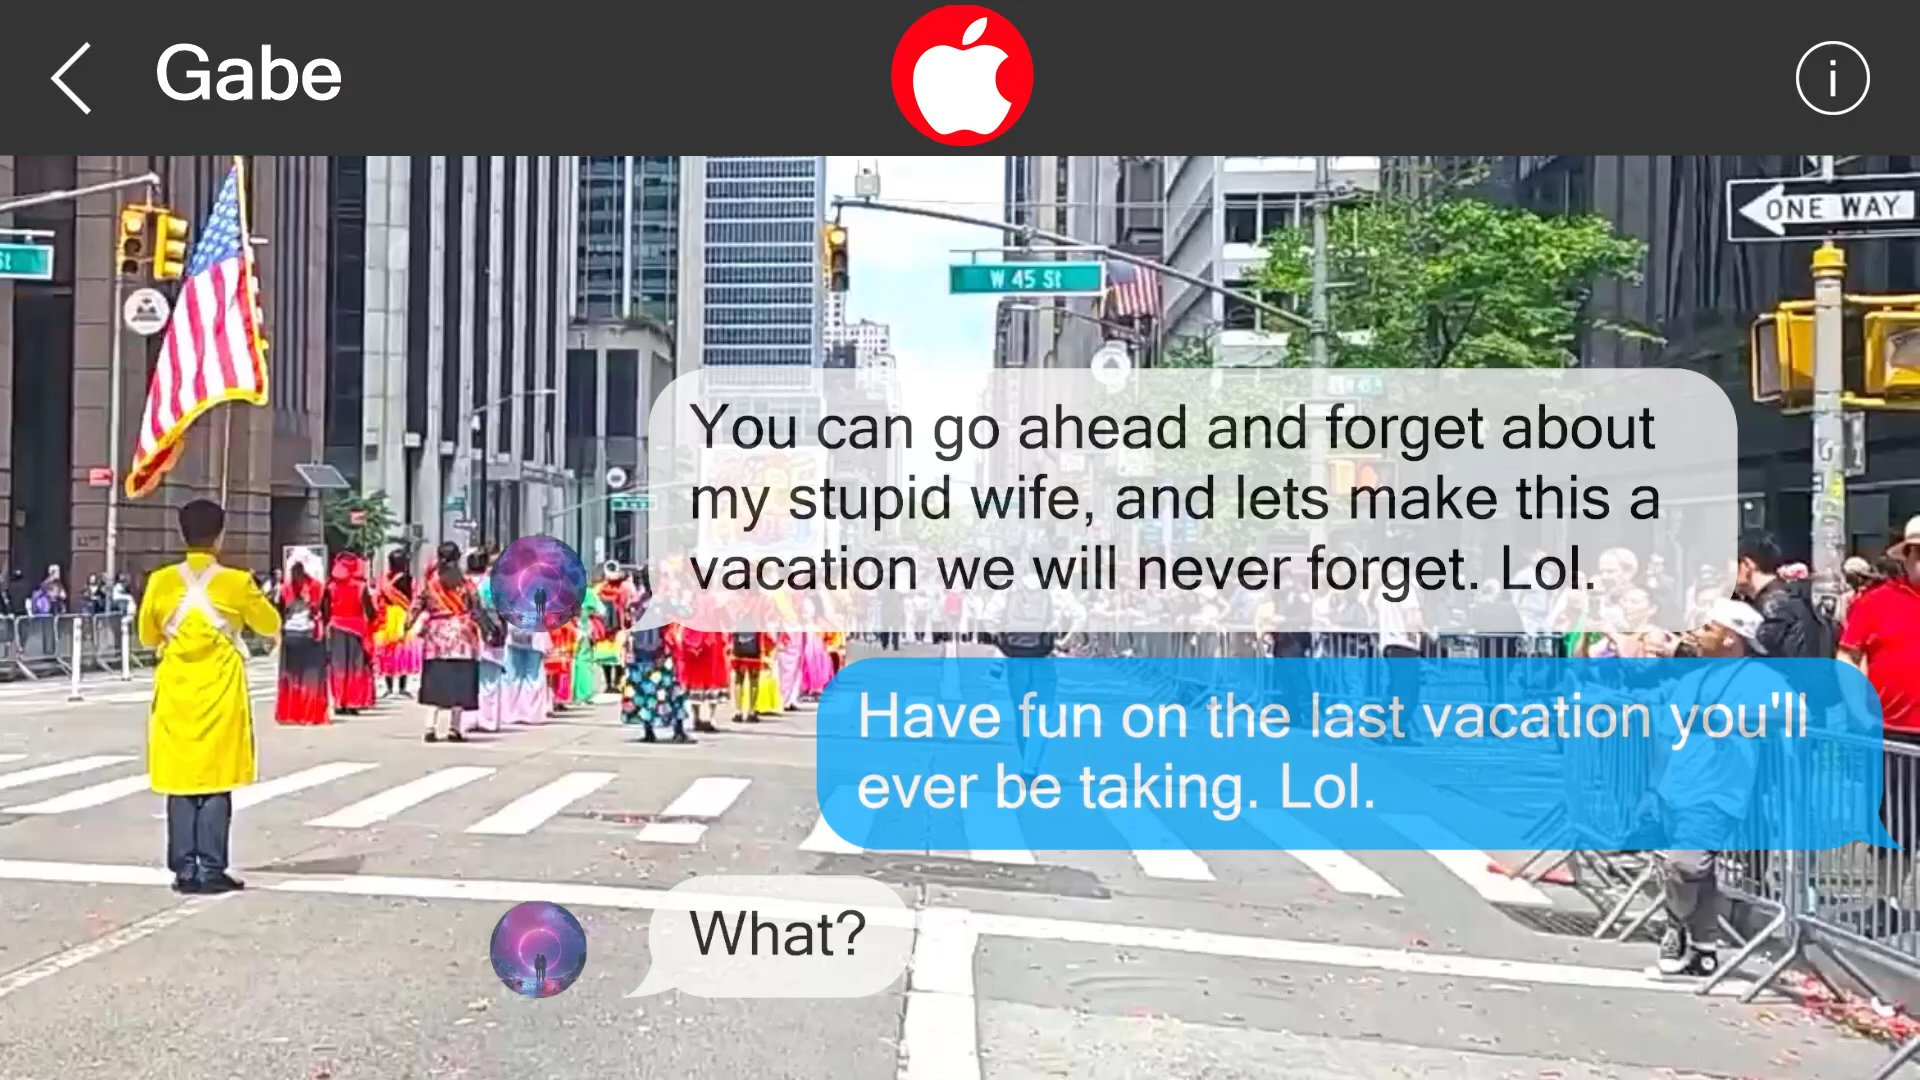 Gabe
i
ONE WAY
St
W 45 St
You can go ahead and forget about
my stupid wife, and lets make this a
vacation we will never forget. Lol.
Have fun on the last vacation you'll
ever be taking. Lol.
What?